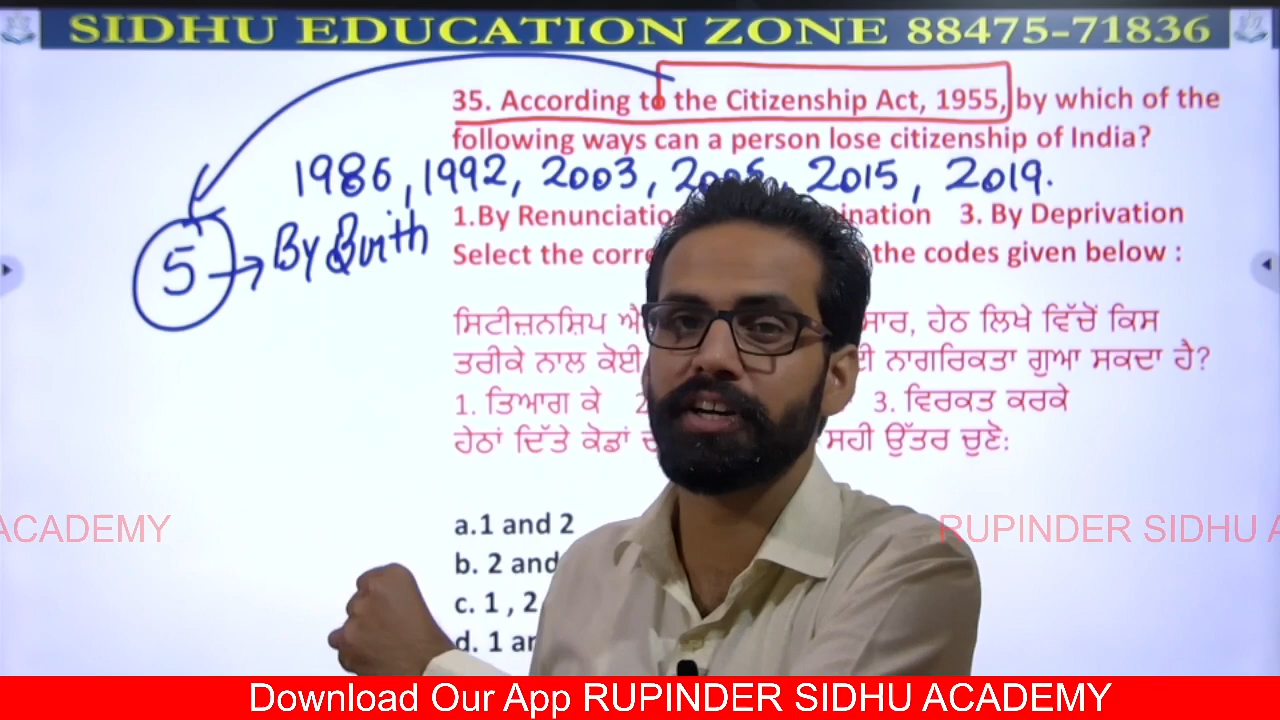 SIDHU EDUCATION ZONE 88475-71836
35. According to the Citizenship Act, 1955, by which of the
following ways can a person lose citizenship of India?
1986, 1992, 2003, 2015, 2019.
1.By Renunciatio ination 3. By Deprivation
5 → By Birth
Select the corre the codes given below :
ਸਿਟੀਜ਼ਨਸ਼ਿਪ ਐ ਸਾਰ, ਹੇਠ ਲਿਖੇ ਵਿੱਚੋਂ ਕਿਸ
ਤਰੀਕੇ ਨਾਲ ਕੋਈ ਈ ਨਾਗਰਿਕਤਾ ਗੁਆ ਸਕਦਾ ਹੈ?
1. ਤਿਆਗ ਕੇ 2 3. ਵਿਰਕਤ ਕਰਕੇ
ਹੇਠਾਂ ਦਿੱਤੇ ਕੋਡਾਂ ਸਹੀ ਉੱਤਰ ਚੁਣੋ:
a.1 and 2
ACADEMY RUPINDER SIDHU A
b. 2 and
c. 1 , 2
d. 1 an
Download Our App RUPINDER SIDHU ACADEMY